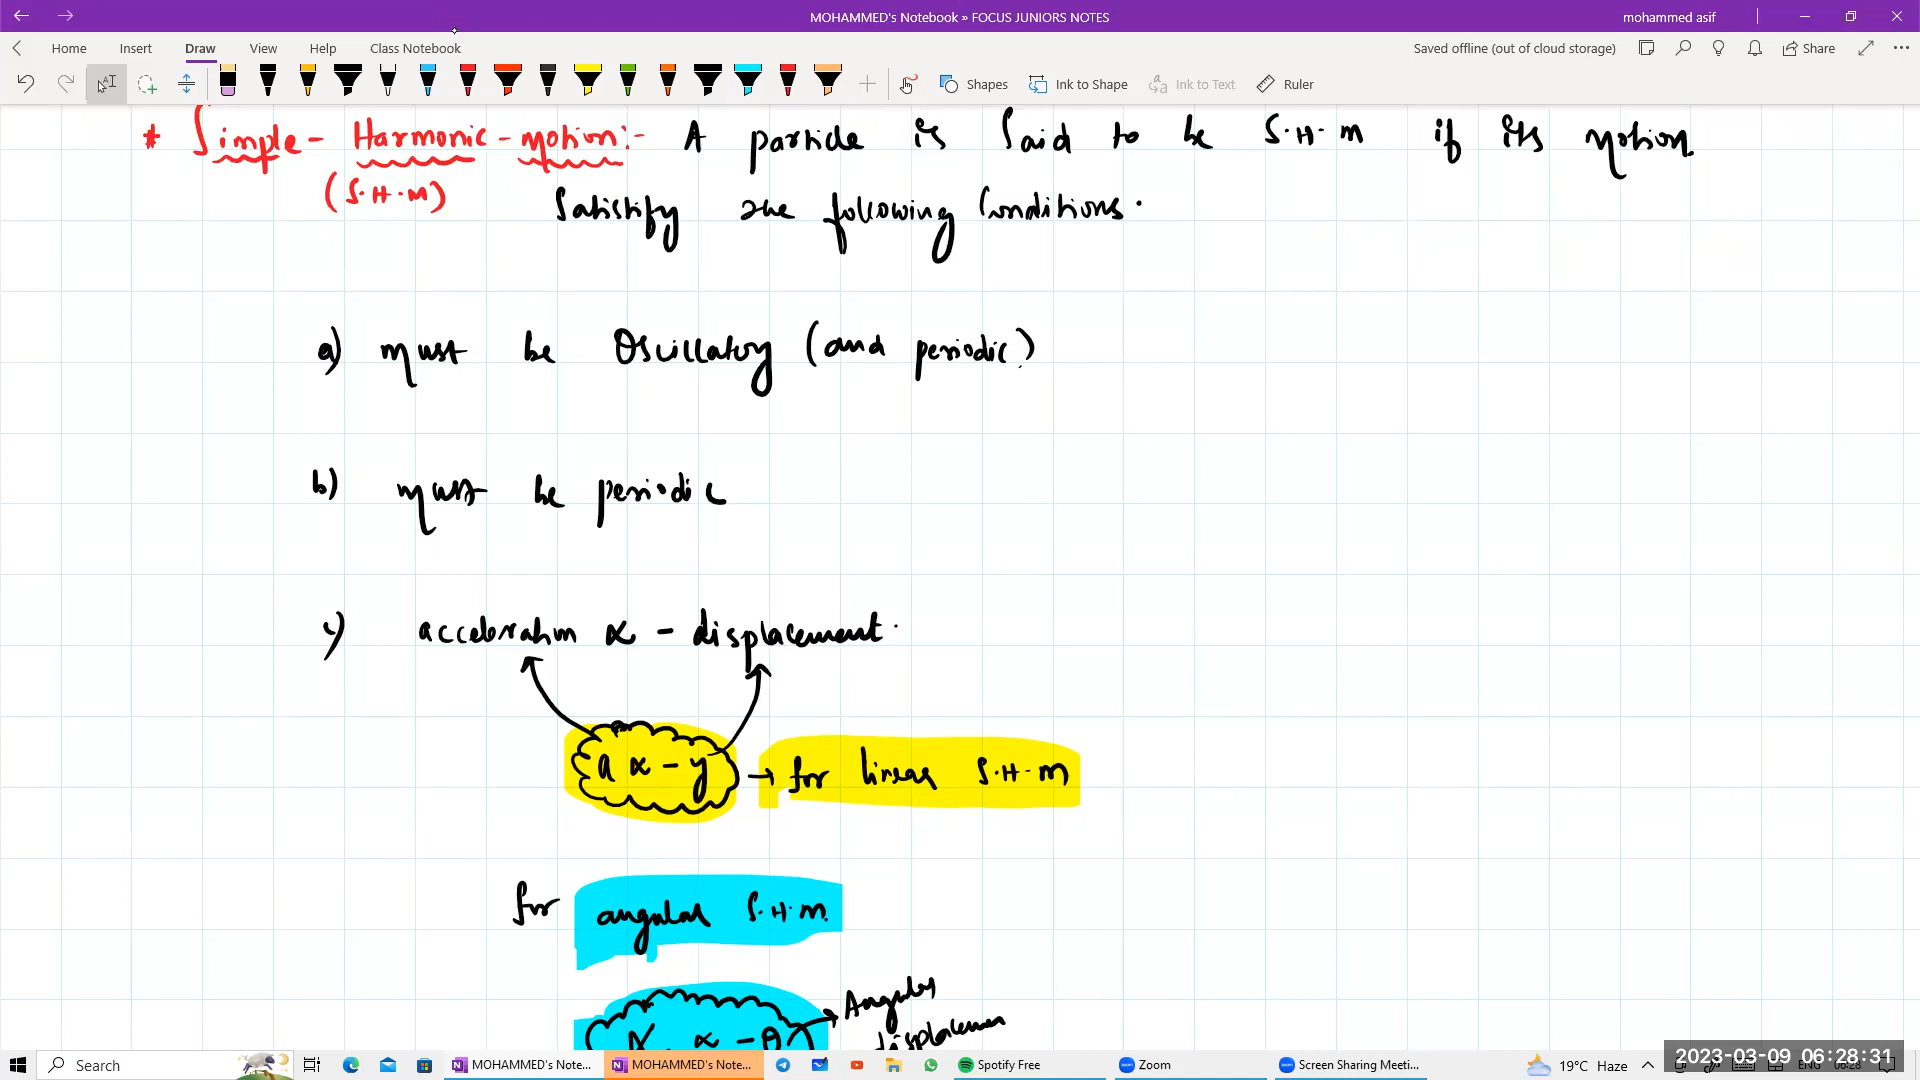 MOHAMMED's Notebook » FOCUS JUNIORS NOTES
mohammed asif
Home Insert Draw View Help Class Notebook
Saved offline (out of cloud storage)
Share
Shapes
Ink to Shape
Ink to Text
Ruler
* Simple - Harmonic - motion:- A particle is Said to be S.H.M if its motion
(S.H.M)
Satistify the following Conditions.
a) must be Oscillatory (and periodic)
b) must be periodic
c) acceleration α - displacement.
a α - y → for linear S.H.M
for angular S.H.M.
α α - θ → Angular
displacemen
Search
MOHAMMED's Note...
MOHAMMED's Note...
Spotify Free
Zoom
Screen Sharing Meeti...
19°C Haze
2023-03-09 06:28:31